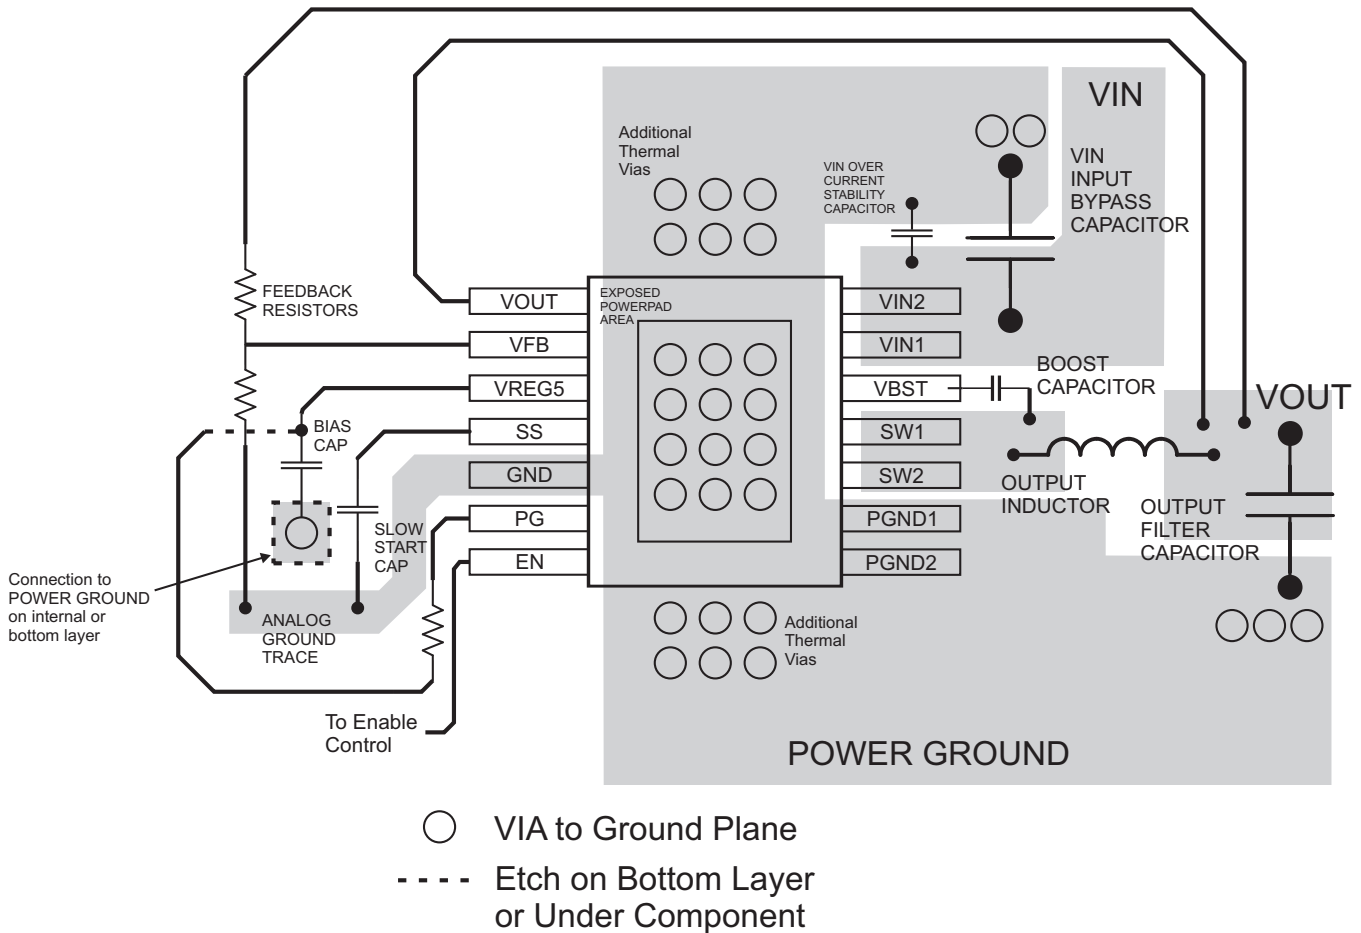 VIN
Additional
Thermal
Vias
VIN OVER
CURRENT
STABILITY
CAPACITOR
VIN
INPUT
BYPASS
CAPACITOR
FEEDBACK
RESISTORS
VOUT
EXPOSED
POWERPAD
AREA
VIN2
VFB
VIN1
VREG5
VBST
BOOST
CAPACITOR
VOUT
BIAS
CAP
SS
SW1
GND
SW2
OUTPUT
INDUCTOR
OUTPUT
FILTER
CAPACITOR
PG
PGND1
SLOW
START
CAP
EN
PGND2
Connection to
POWER GROUND
on internal or
bottom layer
ANALOG
GROUND
TRACE
Additional
Thermal
Vias
To Enable
Control
POWER GROUND
VIA to Ground Plane
Etch on Bottom Layer
or Under Component